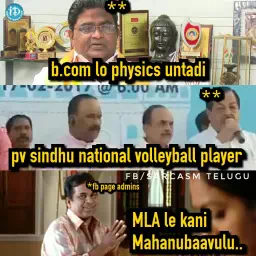 iDream
**
b.com lo physics untadi
17-02-2017 @ 6.00 AM
**
pv sindhu national volleyball player
FB/SARCASM TELUGU
*fb page admins
MLA le kani
Mahanubaavulu..